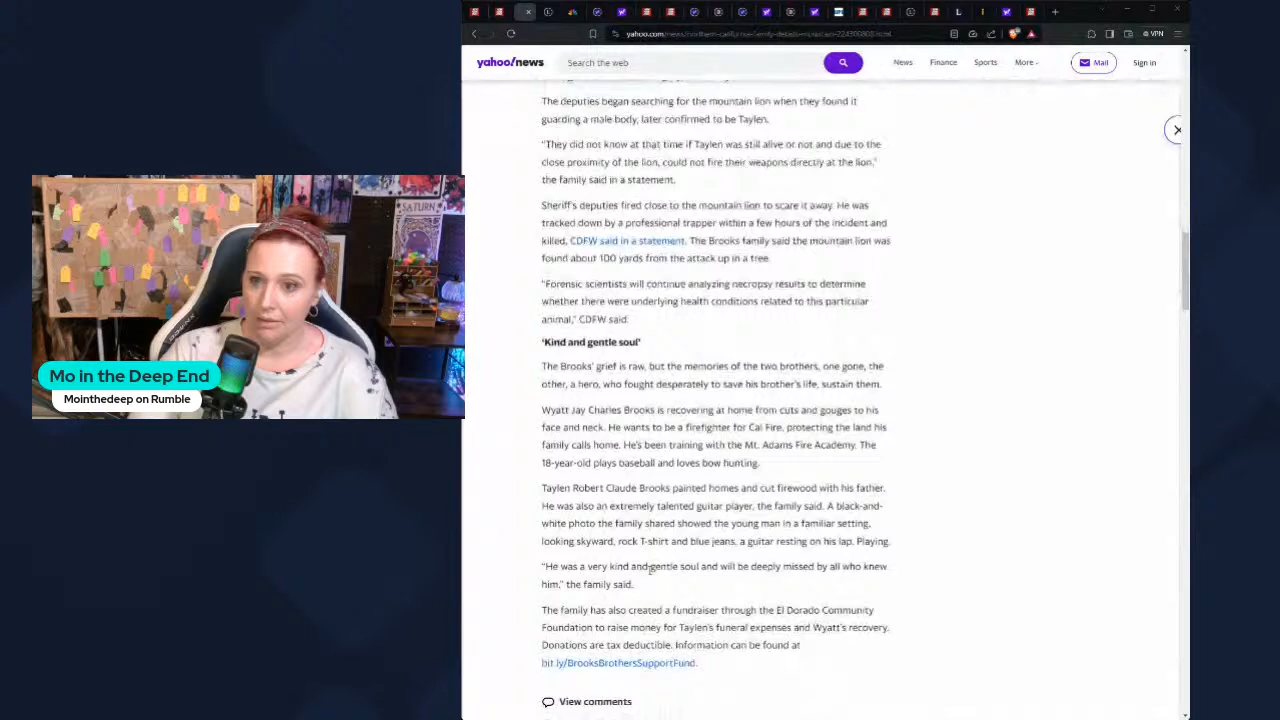 yahoo.com/news/northern-california-family-details-mountain-224300808.html
VPN
yahoo!news
Search the web
News
Finance
Sports
More
Mail
Sign in
The deputies began searching for the mountain lion when they found it
guarding a male body, later confirmed to be Taylen.
"They did not know at that time if Taylen was still alive or not and due to the
close proximity of the lion, could not fire their weapons directly at the lion,"
the family said in a statement.
Sheriff's deputies fired close to the mountain lion to scare it away. He was
tracked down by a professional trapper within a few hours of the incident and
killed, CDFW said in a statement. The Brooks family said the mountain lion was
found about 100 yards from the attack up in a tree.
"Forensic scientists will continue analyzing necropsy results to determine
whether there were underlying health conditions related to this particular
animal," CDFW said.
'Kind and gentle soul'
The Brooks' grief is raw, but the memories of the two brothers, one gone, the
other, a hero, who fought desperately to save his brother's life, sustain them.
Wyatt Jay Charles Brooks is recovering at home from cuts and gouges to his
face and neck. He wants to be a firefighter for Cal Fire, protecting the land his
family calls home. He's been training with the Mt. Adams Fire Academy. The
18-year-old plays baseball and loves bow hunting.
Taylen Robert Claude Brooks painted homes and cut firewood with his father.
He was also an extremely talented guitar player, the family said. A black-and-
white photo the family shared showed the young man in a familiar setting,
looking skyward, rock T-shirt and blue jeans, a guitar resting on his lap. Playing.
"He was a very kind and gentle soul and will be deeply missed by all who knew
him," the family said.
The family has also created a fundraiser through the El Dorado Community
Foundation to raise money for Taylen's funeral expenses and Wyatt's recovery.
Donations are tax deductible. Information can be found at
bit.ly/BrooksBrothersSupportFund.
View comments
SATURN
Mo in the Deep End
Mointhedeep on Rumble